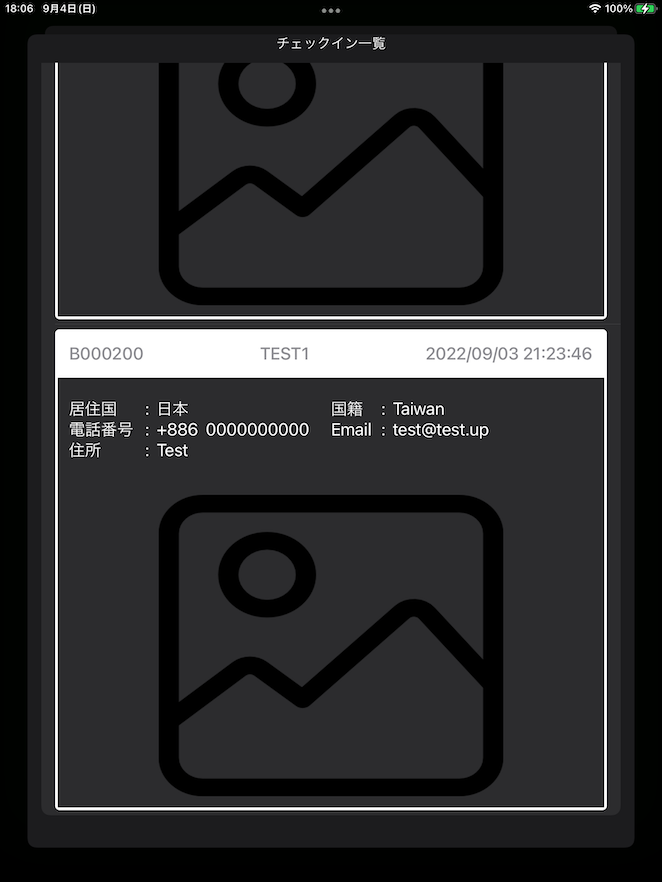 18:06 9月4日(日) 100%
チェックイン一覧
B000200 TEST1 2022/09/03 21:23:46
居住国 : 日本 国籍 : Taiwan
電話番号 : +886 0000000000 Email : test@test.up
住所 : Test